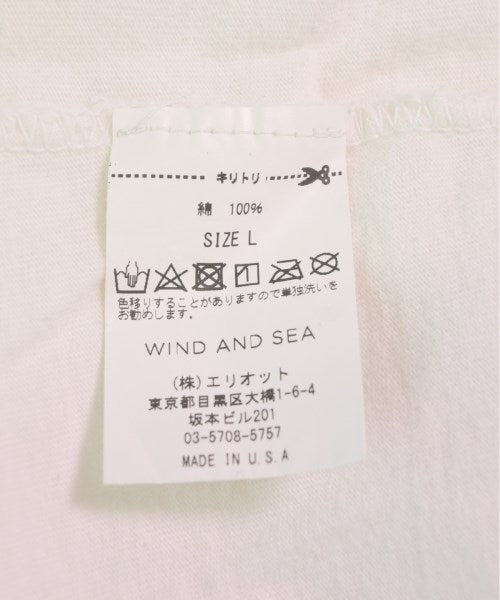 キリトリ
綿 100%
SIZE L
色移りすることがありますので単独洗いを
お勧めします。
WIND AND SEA
(株)エリオット
東京都目黒区大橋1-6-4
坂本ビル201
03-5708-5757
MADE IN U.S.A